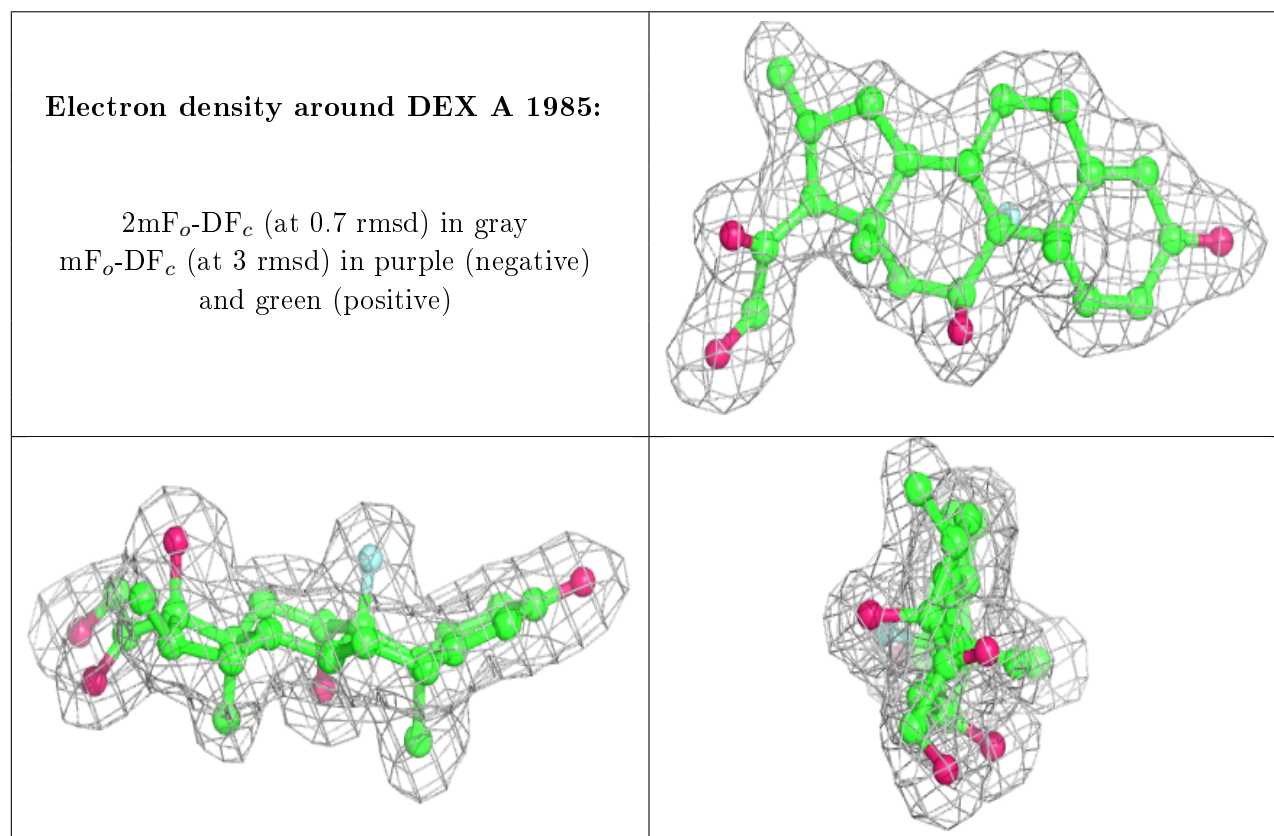 Electron density around DEX A 1985:
2mFo-DFc (at 0.7 rmsd) in gray
mFo-DFc (at 3 rmsd) in purple (negative)
and green (positive)